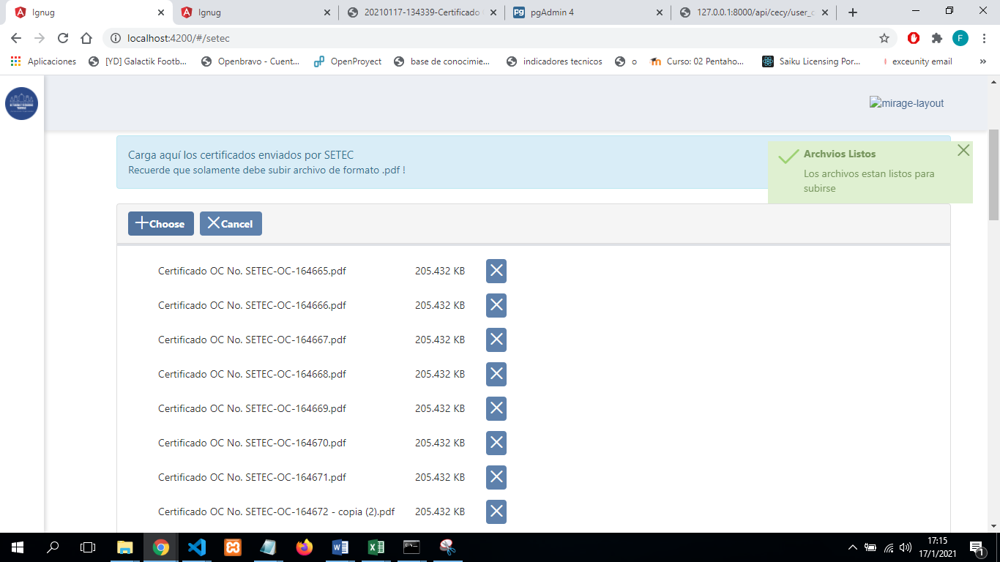 Ignug
Ignug
20210117-134339-Certificado
pgAdmin 4
127.0.0.1:8000/api/cecy/user_c
localhost:4200/#/setec
F
Aplicaciones
[YD] Galactik Footb...
Openbravo - Cuent...
OpenProyect
base de conocimie...
indicadores tecnicos
o
Curso: 02 Pentaho...
Saiku Licensing Por...
exceunity email
»
mirage-layout
Carga aquí los certificados enviados por SETEC
Recuerde que solamente debe subir archivo de formato .pdf !
Archvios Listos
Los archivos estan listos para
subirse
Choose
Cancel
Certificado OC No. SETEC-OC-164665.pdf 205.432 KB
Certificado OC No. SETEC-OC-164666.pdf 205.432 KB
Certificado OC No. SETEC-OC-164667.pdf 205.432 KB
Certificado OC No. SETEC-OC-164668.pdf 205.432 KB
Certificado OC No. SETEC-OC-164669.pdf 205.432 KB
Certificado OC No. SETEC-OC-164670.pdf 205.432 KB
Certificado OC No. SETEC-OC-164671.pdf 205.432 KB
Certificado OC No. SETEC-OC-164672 - copia (2).pdf 205.432 KB
17:15
17/1/2021
1